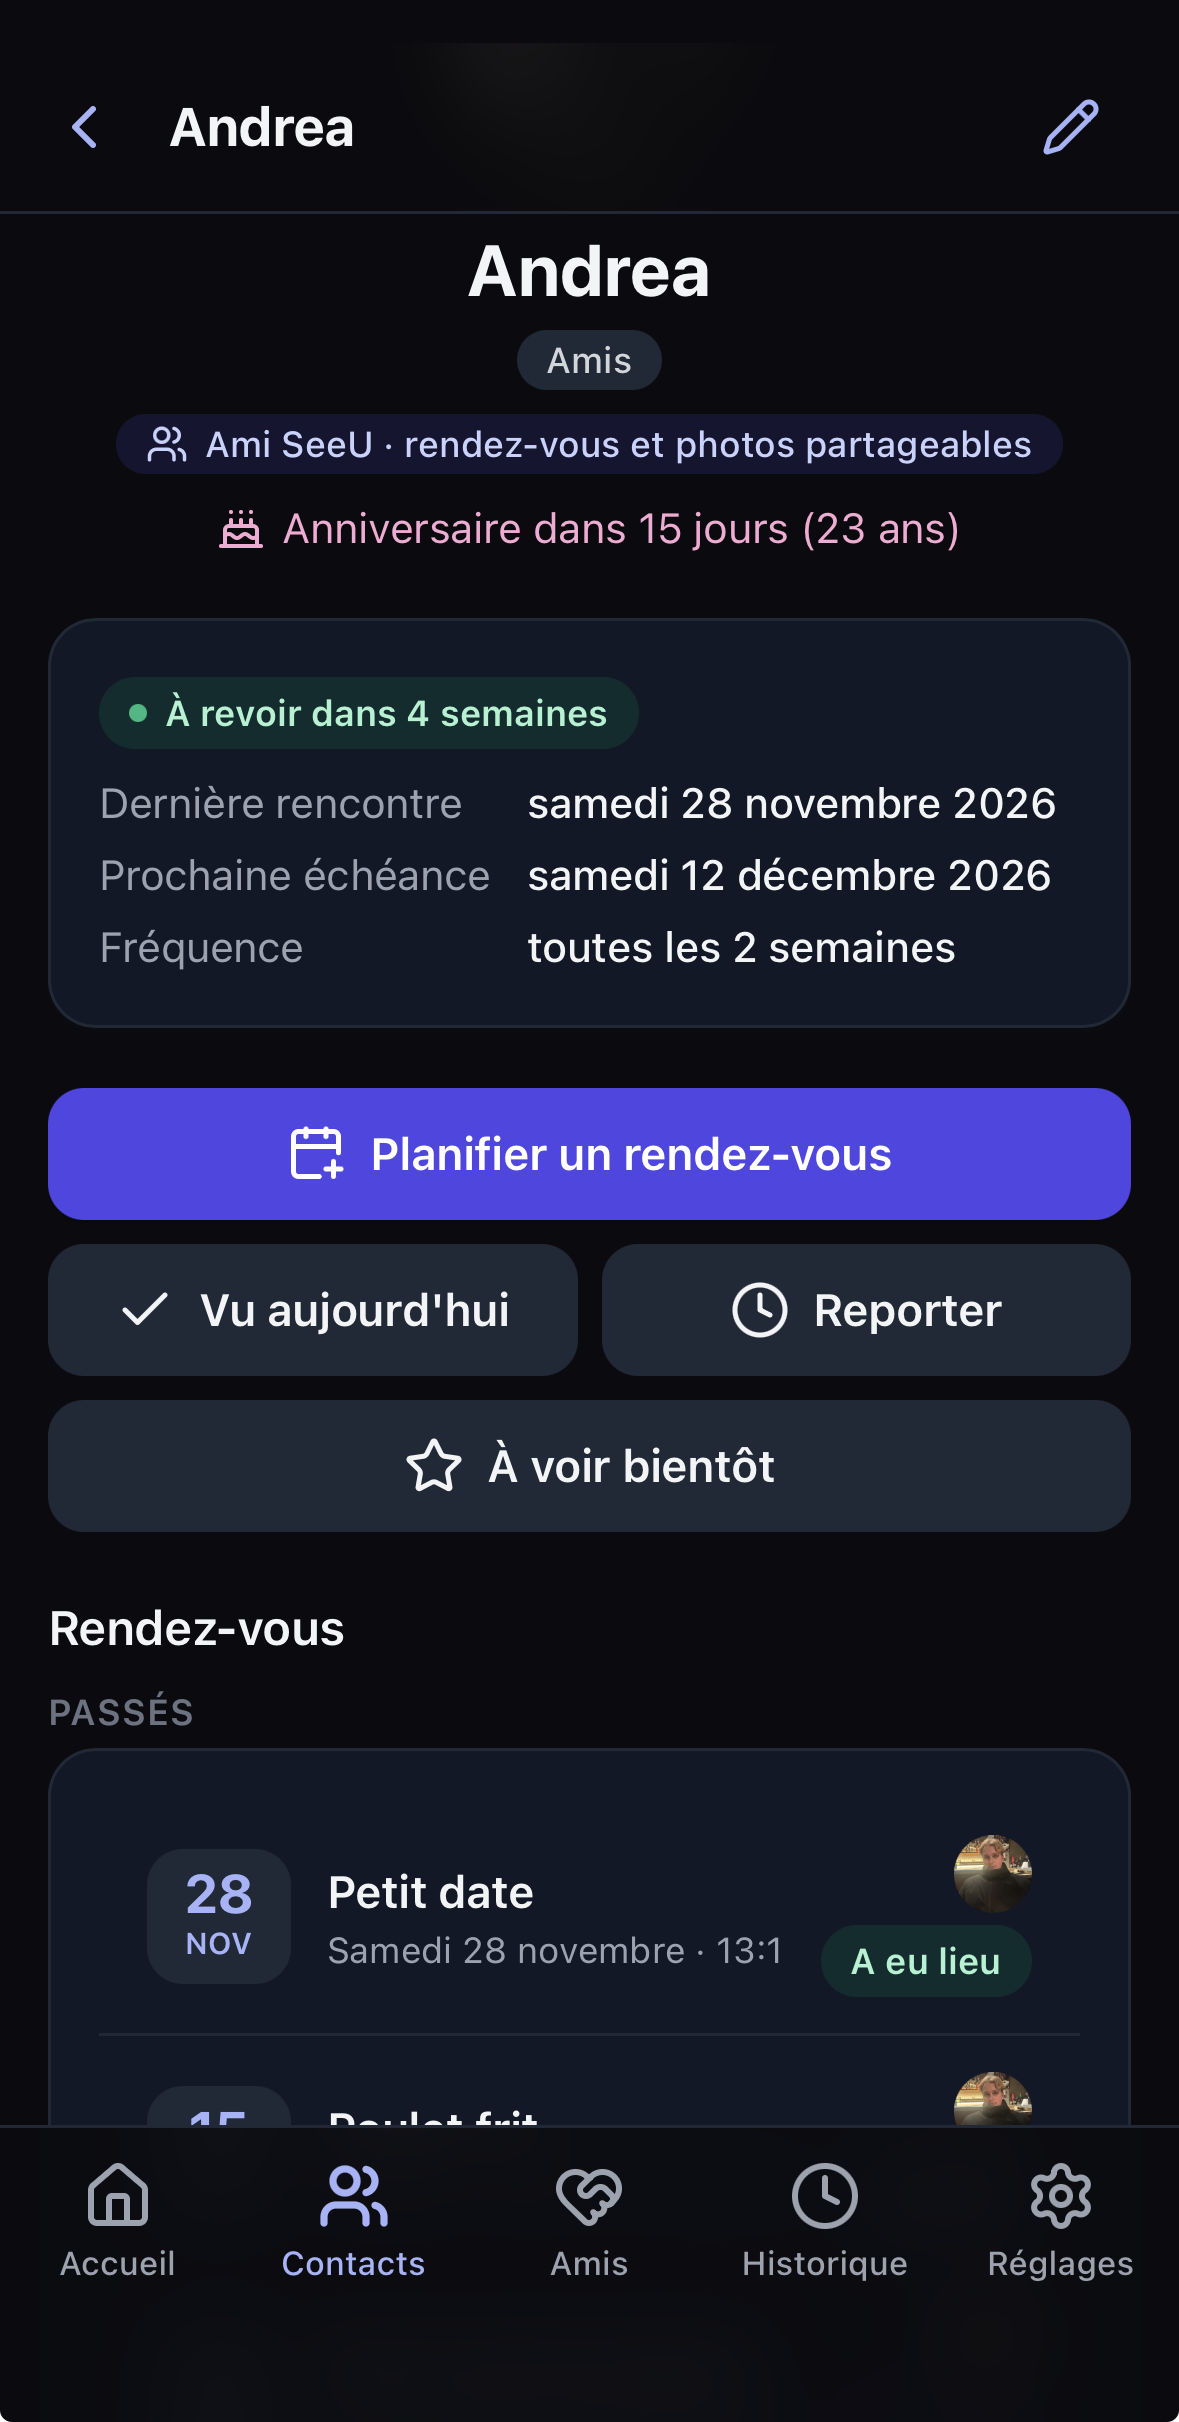 Andrea
Andrea
Amis
Ami SeeU · rendez-vous et photos partageables
Anniversaire dans 15 jours (23 ans)
À revoir dans 4 semaines
Dernière rencontre samedi 28 novembre 2026
Prochaine échéance samedi 12 décembre 2026
Fréquence toutes les 2 semaines
Planifier un rendez-vous
Vu aujourd'hui
Reporter
À voir bientôt
Rendez-vous
PASSÉS
28
NOV
Petit date
Samedi 28 novembre · 13:1
A eu lieu
15
Poulet frit
Accueil
Contacts
Amis
Historique
Réglages